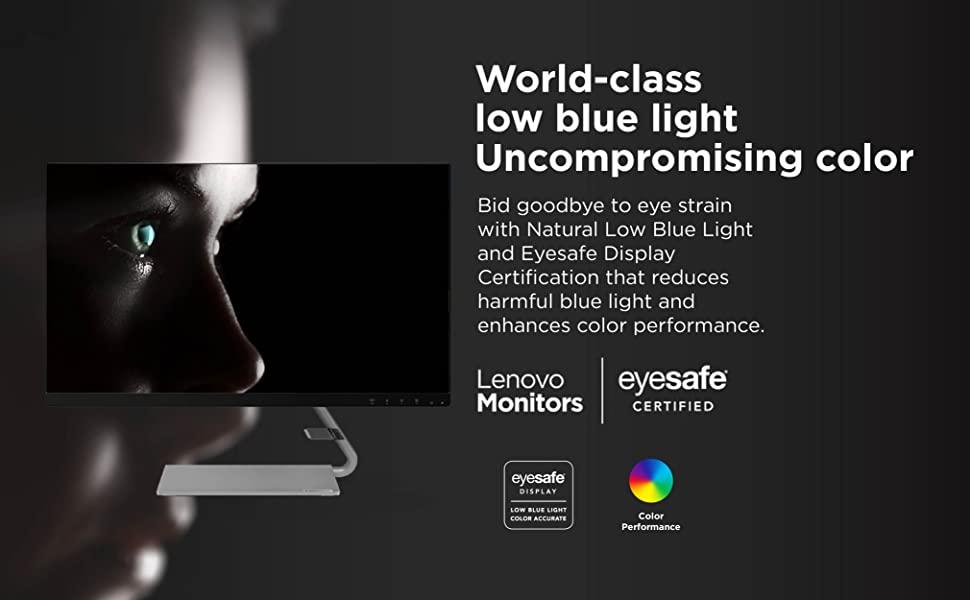 World-class
low blue light
Uncompromising color
Bid goodbye to eye strain
with Natural Low Blue Light
and Eyesafe Display
Certification that reduces
harmful blue light and
enhances color performance.
Lenovo
Monitors
eyesafe®
CERTIFIED
eyesafe®
DISPLAY
LOW BLUE LIGHT
COLOR ACCURATE
Color
Performance